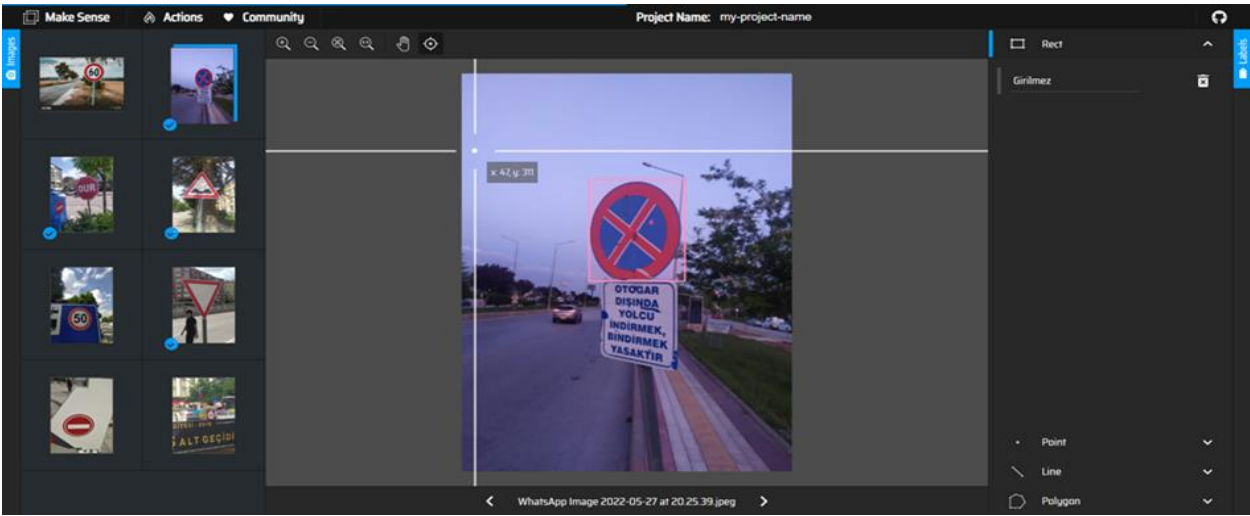 Make Sense
Actions
Community
Project Name: my-project-name
Images
60
DUR
50
ALT GEÇİDİ
x: 47, y: 311
OTOGAR
DIŞINDA
YOLCU
İNDİRMEK,
BİNDİRMEK
YASAKTIR
WhatsApp Image 2022-05-27 at 20.25.39.jpeg
Rect
Girilmez
Point
Line
Polygon
Labels